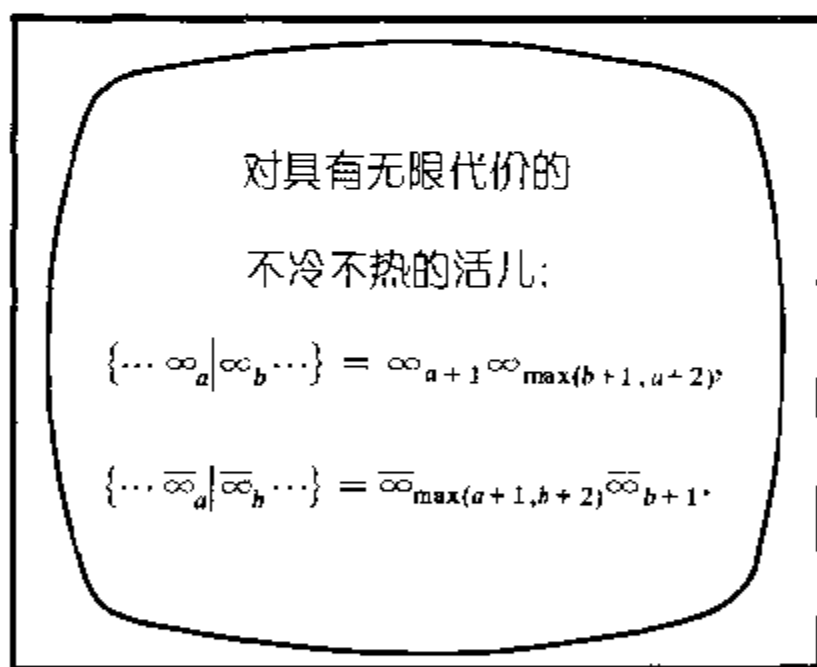 对具有无限代价的
不冷不热的活儿：
{⋯ ∞_a|∞_b ⋯} = ∞_{a+1}∞_{max(b+1,a+2)},
{⋯ \overline{∞}_a|\overline{∞}_b ⋯} = \overline{∞}_{max(a+1,b+2)}\overline{∞}_{b+1}.